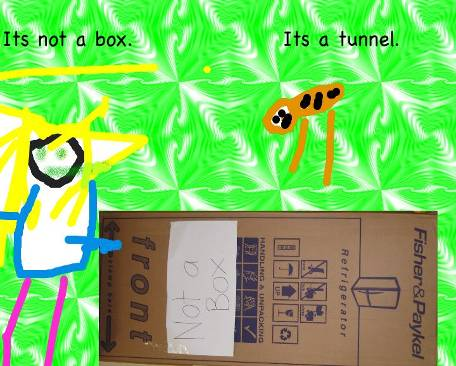 Its not a box.
Its a tunnel.
front
Not a
Box
HANDLING & UNPACKING
Refrigerator
Fisher&Paykel